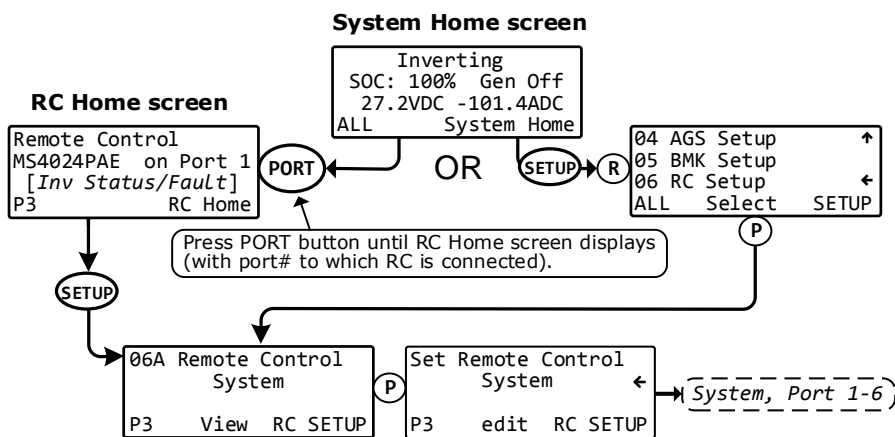 System Home screen
Inverting
SOC: 100% Gen Off
27.2VDC -101.4ADC
ALL System Home
RC Home screen
Remote Control
MS4024PAE on Port 1
[Inv Status/Fault]
P3 RC Home
PORT
OR
SETUP
R
04 AGS Setup ↑
05 BMK Setup
06 RC Setup ←
ALL Select SETUP
P
Press PORT button until RC Home screen displays
(with port# to which RC is connected).
SETUP
06A Remote Control
System
P3 View RC SETUP
P
Set Remote Control
System ←
P3 edit RC SETUP
System, Port 1-6